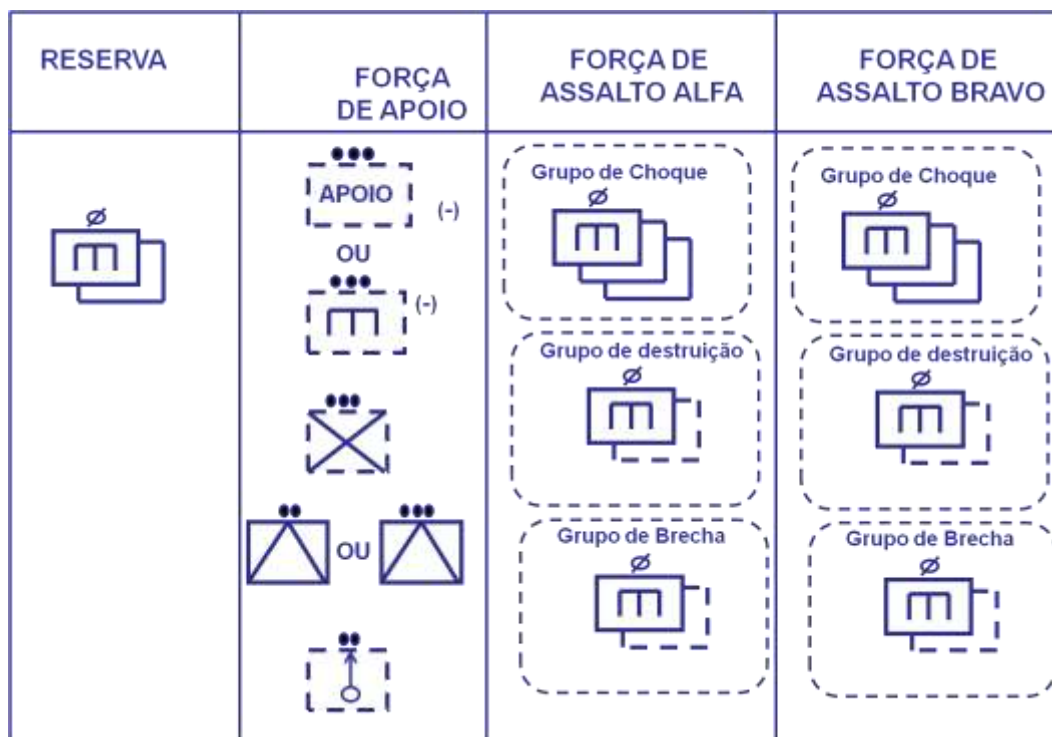 RESERVA
FORÇA
DE APOIO
FORÇA DE
ASSALTO ALFA
FORÇA DE
ASSALTO BRAVO
APOIO
(-)
OU
(-)
OU
Grupo de Choque
Grupo de destruição
Grupo de Brecha
Grupo de Choque
Grupo de destruição
Grupo de Brecha